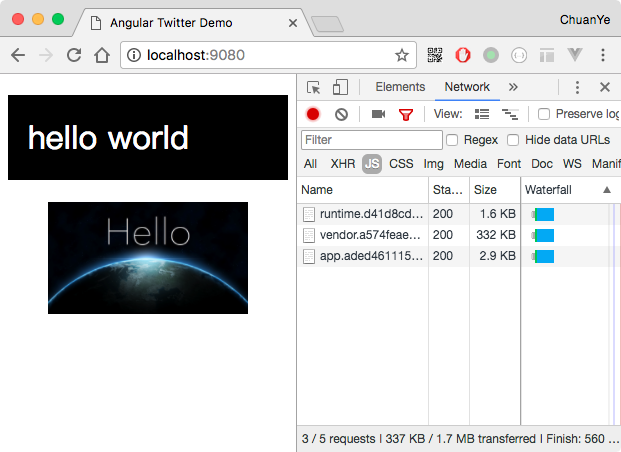 Angular Twitter Demo
ChuanYe
localhost:9080
hello world
Hello
Elements Network
View: Preserve log
Filter Regex Hide data URLs
All XHR JS CSS Img Media Font Doc WS Manif
Name Sta... Size Waterfall
runtime.d41d8cd... 200 1.6 KB
vendor.a574feae... 200 332 KB
app.aded461115... 200 2.9 KB
3 / 5 requests | 337 KB / 1.7 MB transferred | Finish: 560 ...